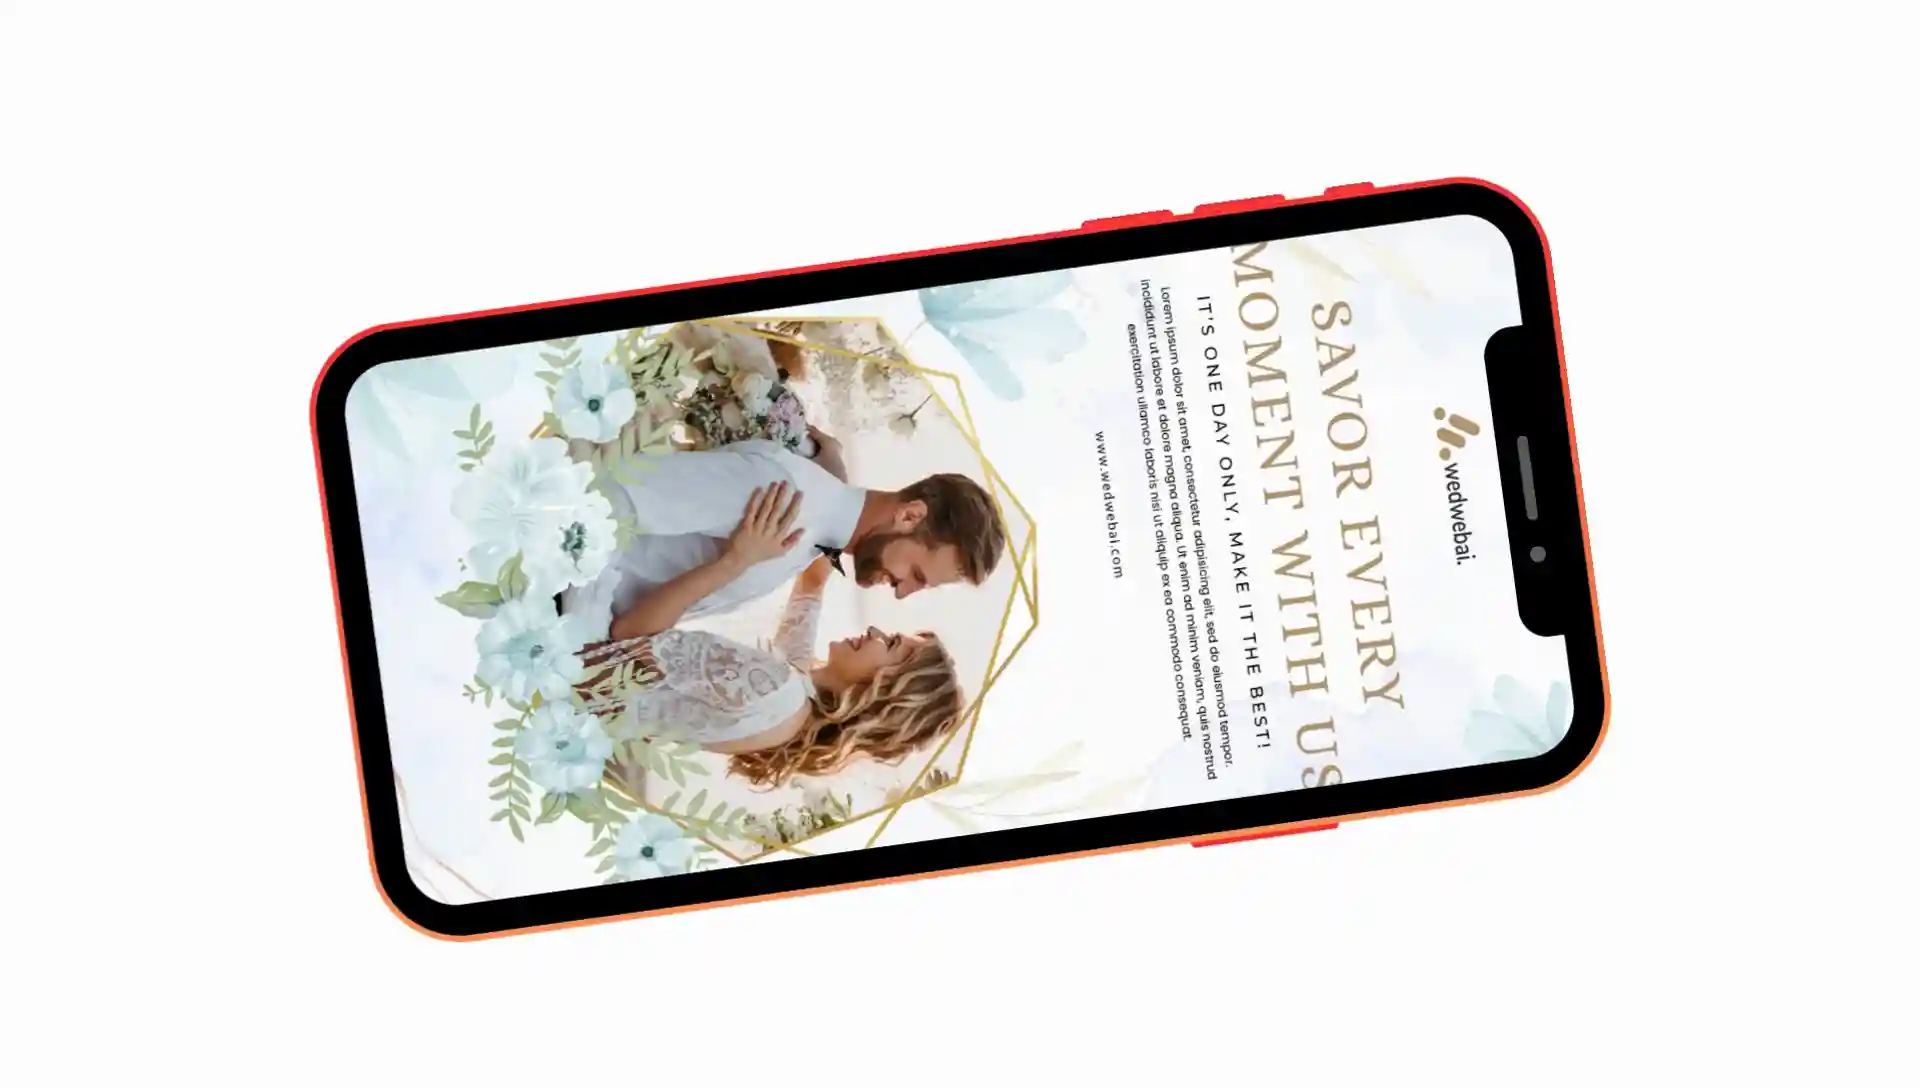 wedwebai.
SAVOR EVERY
MOMENT WITH US
IT'S ONE DAY ONLY, MAKE IT THE BEST!
Lorem ipsum dolor sit amet, consectetur adipisicing elit, sed do eiusmod tempor.
incididunt ut labore et dolore magna aliqua. Ut enim ad minim veniam, quis nostrud
exercitation ullamco laboris nisi ut aliquip ex ea commodo consequat.
www.wedwebai.com